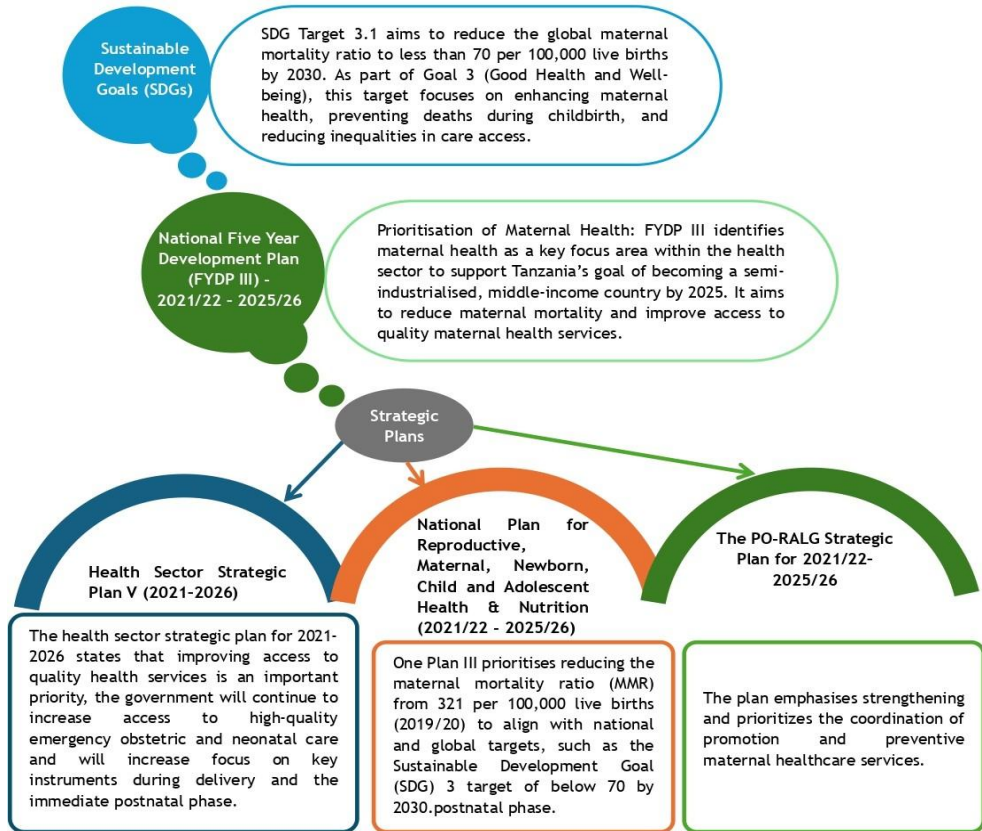 Sustainable
Development
Goals (SDGs)
SDG Target 3.1 aims to reduce the global maternal
mortality ratio to less than 70 per 100,000 live births
by 2030. As part of Goal 3 (Good Health and Well-
being), this target focuses on enhancing maternal
health, preventing deaths during childbirth, and
reducing inequalities in care access.
National Five Year
Development Plan
(FYDP III) -
2021/22 - 2025/26
Prioritisation of Maternal Health: FYDP III identifies
maternal health as a key focus area within the health
sector to support Tanzania's goal of becoming a semi-
industrialised, middle-income country by 2025. It aims
to reduce maternal mortality and improve access to
quality maternal health services.
Strategic
Plans
Health Sector Strategic
Plan V (2021-2026)
The health sector strategic plan for 2021-
2026 states that improving access to
quality health services is an important
priority, the government will continue to
increase access to high-quality
emergency obstetric and neonatal care
and will increase focus on key
instruments during delivery and the
immediate postnatal phase.
National Plan for
Reproductive,
Maternal, Newborn,
Child and Adolescent
Health & Nutrition
(2021/22 - 2025/26)
One Plan III prioritises reducing the
maternal mortality ratio (MMR)
from 321 per 100,000 live births
(2019/20) to align with national
and global targets, such as the
Sustainable Development Goal
(SDG) 3 target of below 70 by
2030.postnatal phase.
The PO-RALG Strategic
Plan for 2021/22-
2025/26
The plan emphasises strengthening
and prioritizes the coordination of
promotion and preventive
maternal healthcare services.